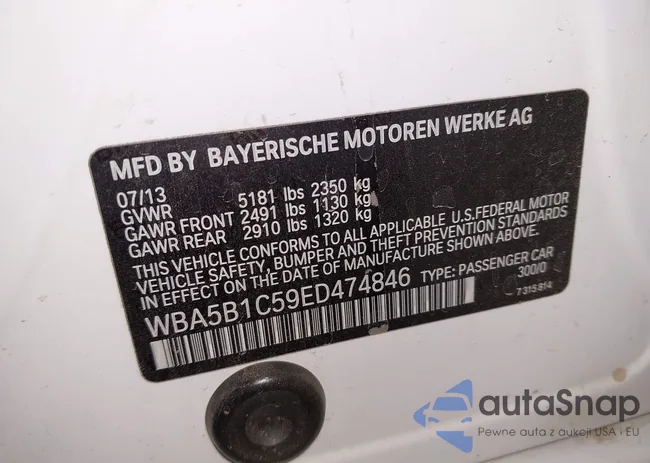 MFD BY BAYERISCHE MOTOREN WERKE AG
07/13
GVWR 5181 lbs 2350 kg
GAWR FRONT 2491 lbs 1130 kg
GAWR REAR 2910 lbs 1320 kg
THIS VEHICLE CONFORMS TO ALL APPLICABLE U.S.FEDERAL MOTOR
VEHICLE SAFETY, BUMPER AND THEFT PREVENTION STANDARDS
IN EFFECT ON THE DATE OF MANUFACTURE SHOWN ABOVE.
WBA5B1C59ED474846 TYPE: PASSENGER CAR
300/0
7 315 814
autaSnap
Pewne auta z aukcji USA i EU